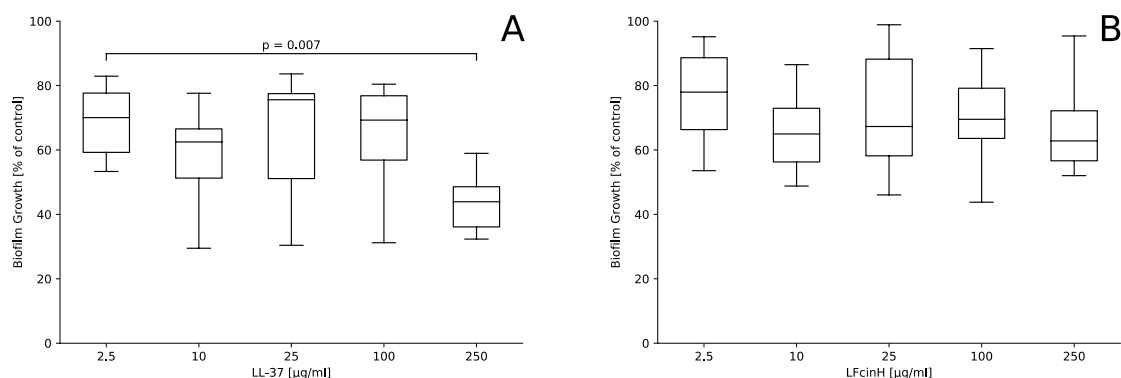 A
p = 0.007
100
80
60
40
20
0
Biofilm Growth [% of control]
2.5 10 25 100 250
LL-37 [µg/ml]
B
100
80
60
40
20
0
Biofilm Growth [% of control]
2.5 10 25 100 250
LFcinH [µg/ml]